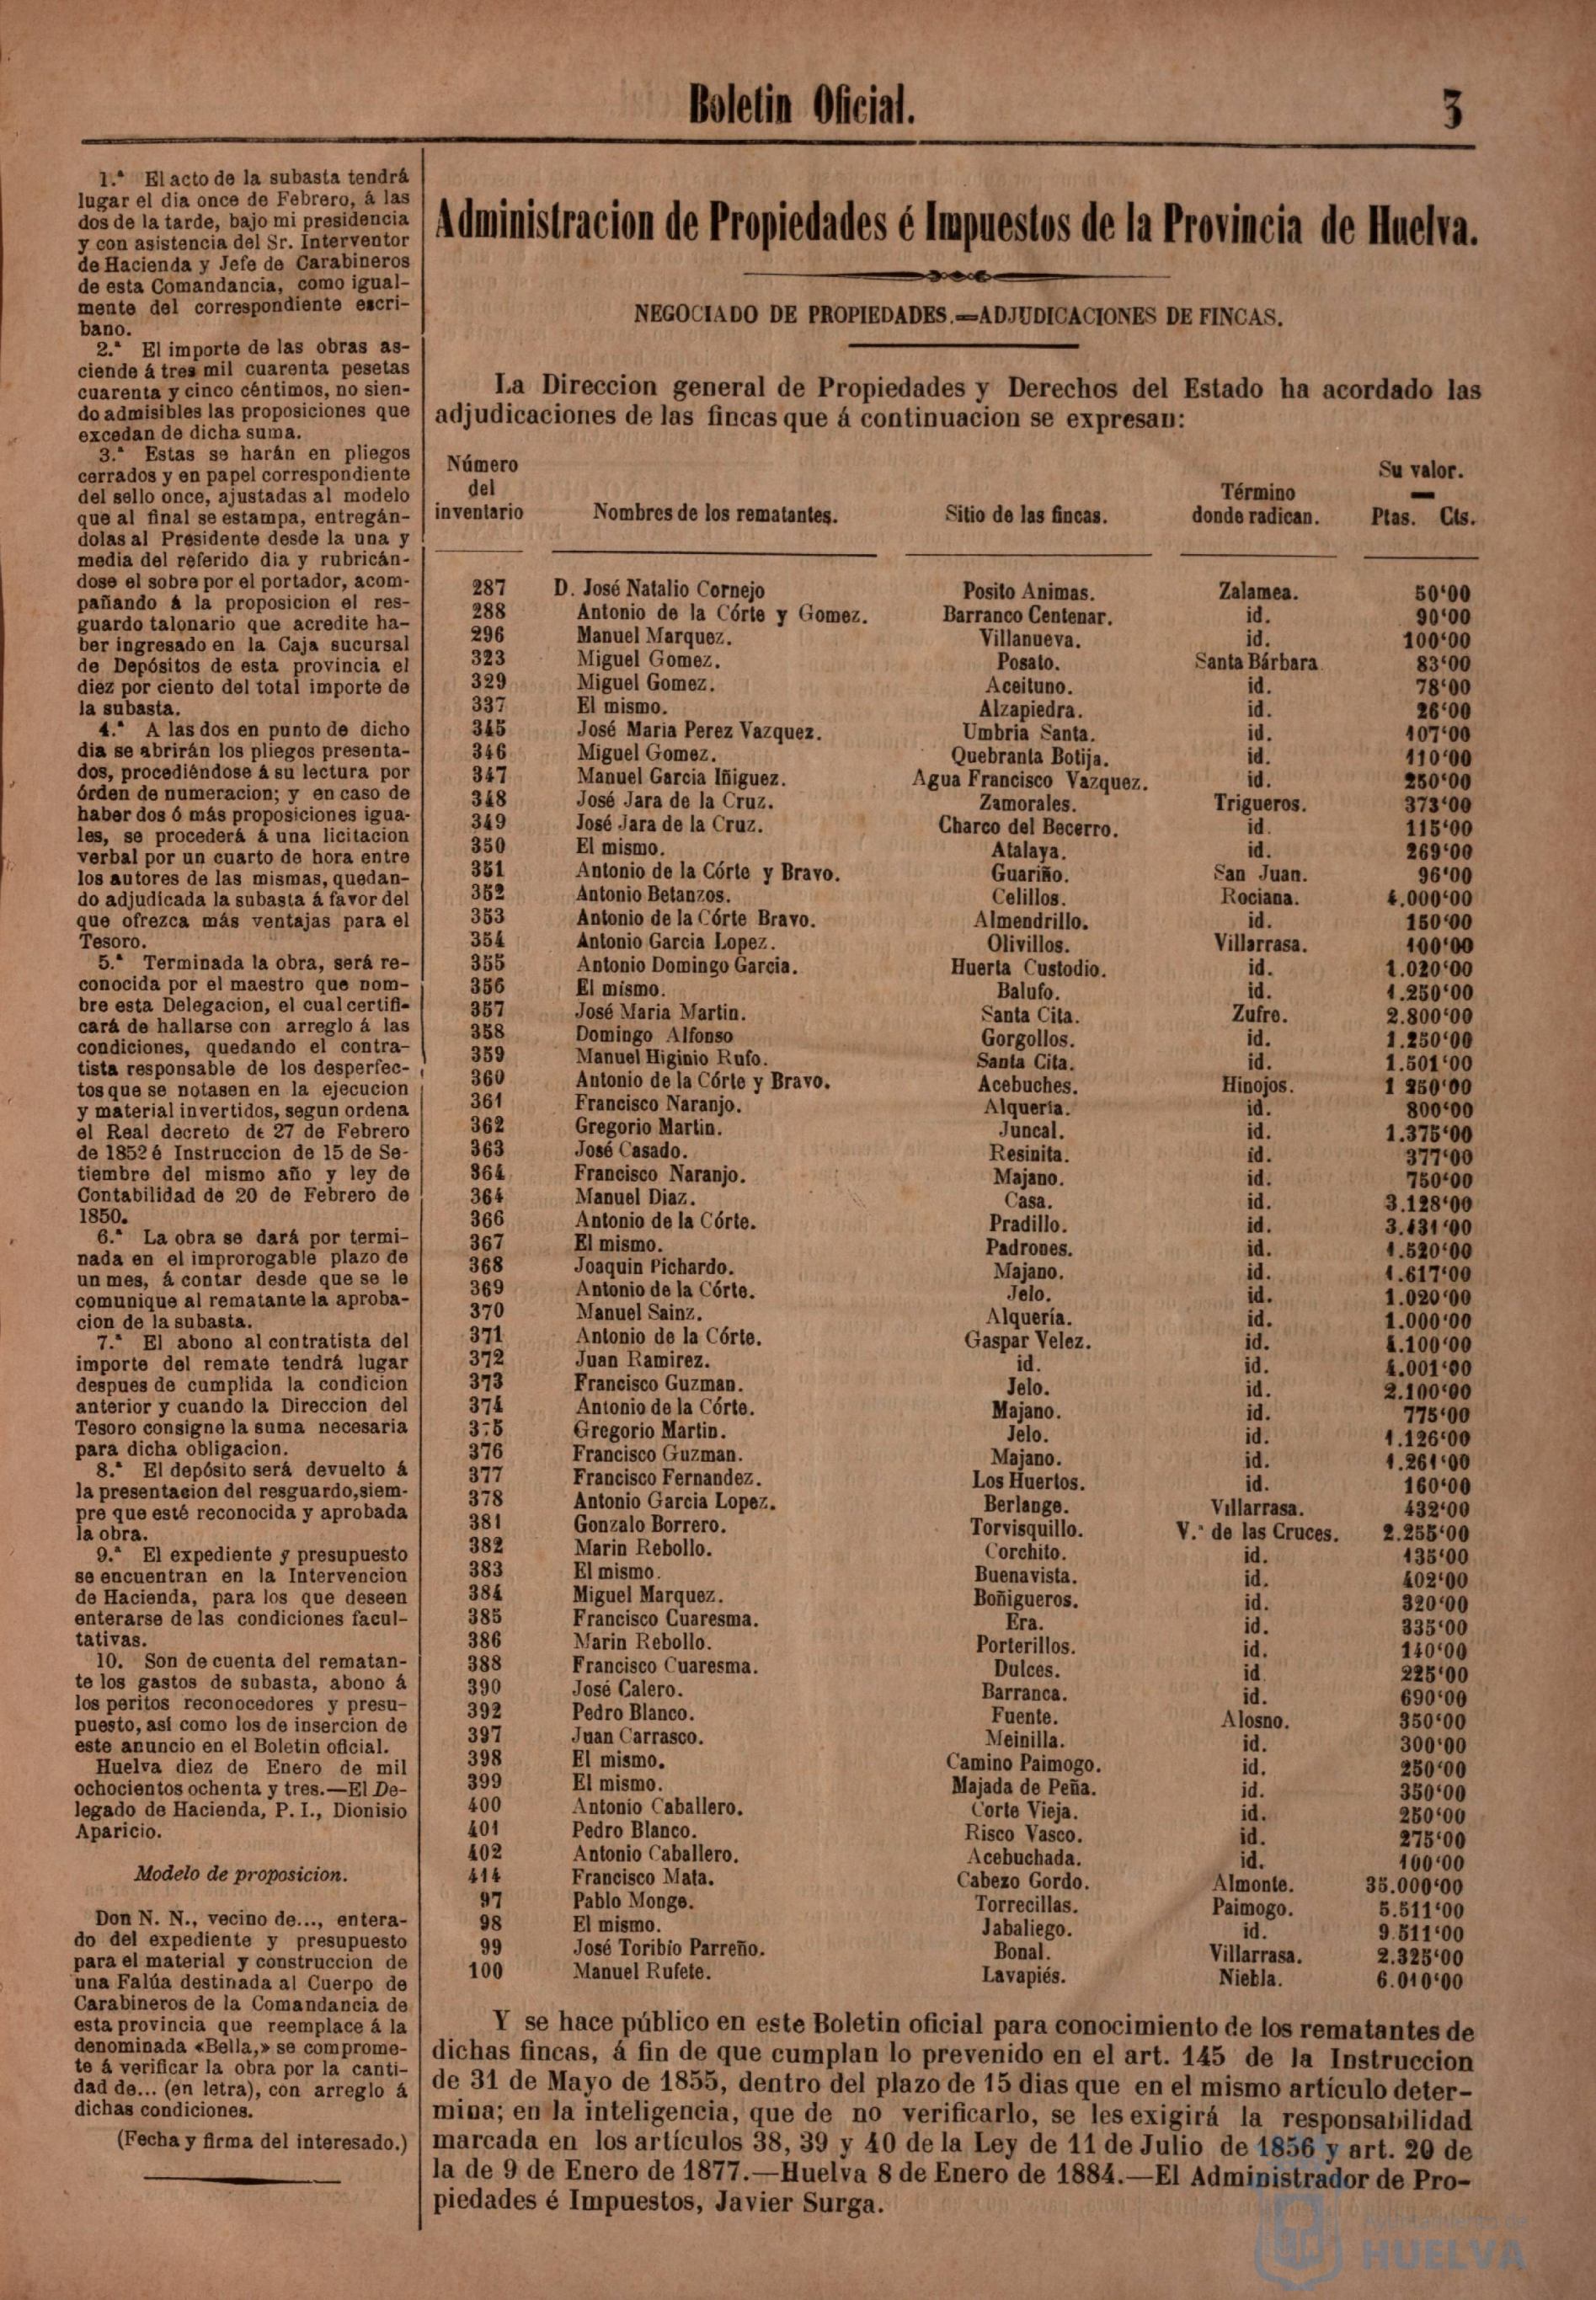 Boletin Oficial.
3
1.ª El acto de la subasta tendrá
lugar el dia once de Febrero, á las
dos de la tarde, bajo mi presidencia
y con asistencia del Sr. Interventor
de Hacienda y Jefe de Carabineros
de esta Comandancia, como igual-
mente del correspondiente escri-
bano.
2.ª El importe de las obras as-
ciende á tres mil cuarenta pesetas
cuarenta y cinco céntimos, no sien-
do admisibles las proposiciones que
excedan de dicha suma.
3.ª Estas se harán en pliegos
cerrados y en papel correspondiente
del sello once, ajustadas al modelo
que al final se estampa, entregán-
dolas al Presidente desde la una y
media del referido dia y rubricán-
dose el sobre por el portador, acom-
pañando á la proposicion el res-
guardo talonario que acredite ha-
ber ingresado en la Caja sucursal
de Depósitos de esta provincia el
diez por ciento del total importe de
la subasta.
4.ª A las dos en punto de dicho
dia se abrirán los pliegos presenta-
dos, procediéndose á su lectura por
órden de numeracion; y en caso de
haber dos ó más proposiciones igua-
les, se procederá á una licitacion
verbal por un cuarto de hora entre
los autores de las mismas, quedan-
do adjudicada la subasta á favor del
que ofrezca más ventajas para el
Tesoro.
5.ª Terminada la obra, será re-
conocida por el maestro que nom-
bre esta Delegacion, el cual certifi-
cará de hallarse con arreglo á las
condiciones, quedando el contra-
tista responsable de los desperfec-
tos que se notasen en la ejecucion
y material invertidos, segun ordena
el Real decreto de 27 de Febrero
de 1852 é Instruccion de 15 de Se-
tiembre del mismo año y ley de
Contabilidad de 20 de Febrero de
1850.
6.ª La obra se dará por termi-
nada en el improrogable plazo de
un mes, á contar desde que se le
comunique al rematante la aproba-
cion de la subasta.
7.ª El abono al contratista del
importe del remate tendrá lugar
despues de cumplida la condicion
anterior y cuando la Direccion del
Tesoro consigne la suma necesaria
para dicha obligacion.
8.ª El depósito será devuelto á
la presentacion del resguardo, siem-
pre que esté reconocida y aprobada
la obra.
9.ª El expediente y presupuesto
se encuentran en la Intervencion
de Hacienda, para los que deseen
enterarse de las condiciones facul-
tativas.
10. Son de cuenta del rematan-
te los gastos de subasta, abono á
los peritos reconocedores y presu-
puesto, así como los de insercion de
este anuncio en el Boletin oficial.
Huelva diez de Enero de mil
ochocientos ochenta y tres.—El De-
legado de Hacienda, P. I., Dionisio
Aparicio.
Modelo de proposicion.
Don N. N., vecino de..., entera-
do del expediente y presupuesto
para el material y construccion de
una Falúa destinada al Cuerpo de
Carabineros de la Comandancia de
esta provincia que reemplace á la
denominada «Bella,» se comprome-
te á verificar la obra por la canti-
dad de... (en letra), con arreglo á
dichas condiciones.
(Fecha y firma del interesado.)
Administracion de Propiedades é Impuestos de la Provincia de Huelva.
NEGOCIADO DE PROPIEDADES.—ADJUDICACIONES DE FINCAS.
La Direccion general de Propiedades y Derechos del Estado ha acordado las
adjudicaciones de las fincas que á continuacion se expresan:
Número del inventario Nombres de los rematantes. Sitio de las fincas. Término donde radican. Su valor. Ptas. Cts.
287 D. José Natalio Cornejo Posito Animas. Zalamea. 50‘00
288 Antonio de la Córte y Gomez. Barranco Centenar. id. 90‘00
296 Manuel Marquez. Villanueva. id. 100‘00
323 Miguel Gomez. Posato. Santa Bárbara 83‘00
329 Miguel Gomez. Aceituno. id. 78‘00
337 El mismo. Alzapiedra. id. 26‘00
345 José Maria Perez Vazquez. Umbria Santa. id. 107‘00
346 Miguel Gomez. Quebranta Botija. id. 110‘00
347 Manuel Garcia Iñiguez. Agua Francisco Vazquez. id. 250‘00
348 José Jara de la Cruz. Zamorales. Trigueros. 373‘00
349 José Jara de la Cruz. Charco del Becerro. id. 115‘00
350 El mismo. Atalaya. id. 269‘00
351 Antonio de la Córte y Bravo. Guariño. San Juan. 96‘00
352 Antonio Betanzos. Celillos. Rociana. 4.000‘00
353 Antonio de la Córte Bravo. Almendrillo. id. 150‘00
354 Antonio Garcia Lopez. Olivillos. Villarrasa. 100‘00
355 Antonio Domingo Garcia. Huerta Custodio. id. 1.020‘00
356 El mismo. Balufo. id. 1.250‘00
357 José Maria Martin. Santa Cita. Zufre. 2.800‘00
358 Domingo Alfonso Gorgollos. id. 1.250‘00
359 Manuel Higinio Rufo. Santa Cita. id. 1.501‘00
360 Antonio de la Córte y Bravo. Acebuches. Hinojos. 1 250‘00
361 Francisco Naranjo. Alqueria. id. 800‘00
362 Gregorio Martin. Juncal. id. 1.375‘00
363 José Casado. Resinita. id. 377‘00
364 Francisco Naranjo. Majano. id. 750‘00
364 Manuel Diaz. Casa. id. 3.128‘00
366 Antonio de la Córte. Pradillo. id. 3.431‘00
367 El mismo. Padrones. id. 1.520‘00
368 Joaquin Pichardo. Majano. id. 1.617‘00
369 Antonio de la Córte. Jelo. id. 1.020‘00
370 Manuel Sainz. Alquería. id. 1.000‘00
371 Antonio de la Córte. Gaspar Velez. id. 4.100‘00
372 Juan Ramirez. id. id. 4.001‘00
373 Francisco Guzman. Jelo. id. 2.100‘00
374 Antonio de la Córte. Majano. id. 775‘00
375 Gregorio Martin. Jelo. id. 1.126‘00
376 Francisco Guzman. Majano. id. 1.261‘00
377 Francisco Fernandez. Los Huertos. id. 160‘00
378 Antonio Garcia Lopez. Berlange. Villarrasa. 432‘00
381 Gonzalo Borrero. Torvisquillo. V.ª de las Cruces. 2.255‘00
382 Marin Rebollo. Corchito. id. 135‘00
383 El mismo. Buenavista. id. 402‘00
384 Miguel Marquez. Boñigueros. id. 320‘00
385 Francisco Cuaresma. Era. id. 335‘00
386 Marin Rebollo. Porterillos. id. 140‘00
388 Francisco Cuaresma. Dulces. id 225‘00
390 José Calero. Barranca. id. 690‘00
392 Pedro Blanco. Fuente. Alosno. 350‘00
397 Juan Carrasco. Meinilla. id. 300‘00
398 El mismo. Camino Paimogo. id. 250‘00
399 El mismo. Majada de Peña. id. 350‘00
400 Antonio Caballero. Corte Vieja. id. 250‘00
401 Pedro Blanco. Risco Vasco. id. 275‘00
402 Antonio Caballero. Acebuchada. id. 100‘00
414 Francisco Mata. Cabezo Gordo. Almonte. 35.000‘00
97 Pablo Monge. Torrecillas. Paimogo. 5.511‘00
98 El mismo. Jabaliego. id. 9.511‘00
99 José Toribio Parreño. Bonal. Villarrasa. 2.325‘00
100 Manuel Rufete. Lavapiés. Niebla. 6.010‘00
Y se hace público en este Boletin oficial para conocimiento de los rematantes de
dichas fincas, á fin de que cumplan lo prevenido en el art. 145 de la Instruccion
de 31 de Mayo de 1855, dentro del plazo de 15 dias que en el mismo artículo deter-
mina; en la inteligencia, que de no verificarlo, se les exigirá la responsabilidad
marcada en los artículos 38, 39 y 40 de la Ley de 11 de Julio de 1856 y art. 20 de
la de 9 de Enero de 1877.—Huelva 8 de Enero de 1884.—El Administrador de Pro-
piedades é Impuestos, Javier Surga.
HUELVA